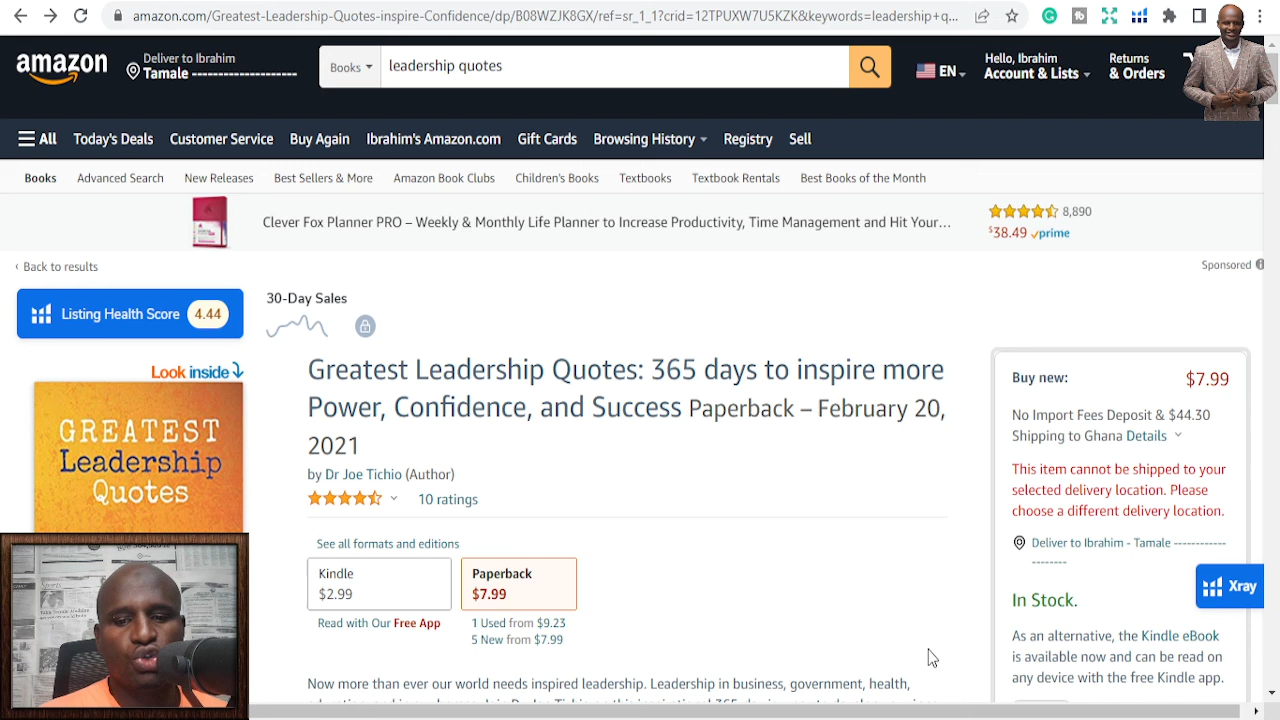 amazon.com/Greatest-Leadership-Quotes-inspire-Confidence/dp/B08WZJK8GX/ref=sr_1_1?crid=12TPUXW7U5KZK&keywords=leadership+q...
amazon
Deliver to Ibrahim
Tamale -------------------
Books
leadership quotes
EN
Hello, Ibrahim
Account & Lists
Returns
& Orders
All
Today's Deals
Customer Service
Buy Again
Ibrahim's Amazon.com
Gift Cards
Browsing History
Registry
Sell
Books
Advanced Search
New Releases
Best Sellers & More
Amazon Book Clubs
Children's Books
Textbooks
Textbook Rentals
Best Books of the Month
Clever Fox Planner PRO – Weekly & Monthly Life Planner to Increase Productivity, Time Management and Hit Your...
8,890
$38.49 prime
‹ Back to results
Sponsored
Listing Health Score 4.44
30-Day Sales
Look inside
GREATEST
Leadership
Quotes
Greatest Leadership Quotes: 365 days to inspire more
Power, Confidence, and Success Paperback – February 20,
2021
by Dr Joe Tichio (Author)
10 ratings
See all formats and editions
Kindle
$2.99
Paperback
$7.99
Read with Our Free App
1 Used from $9.23
5 New from $7.99
Now more than ever our world needs inspired leadership. Leadership in business, government, health,
Buy new:
$7.99
No Import Fees Deposit & $44.30
Shipping to Ghana Details
This item cannot be shipped to your
selected delivery location. Please
choose a different delivery location.
Deliver to Ibrahim - Tamale ------------
--------
Xray
In Stock.
As an alternative, the Kindle eBook
is available now and can be read on
any device with the free Kindle app.